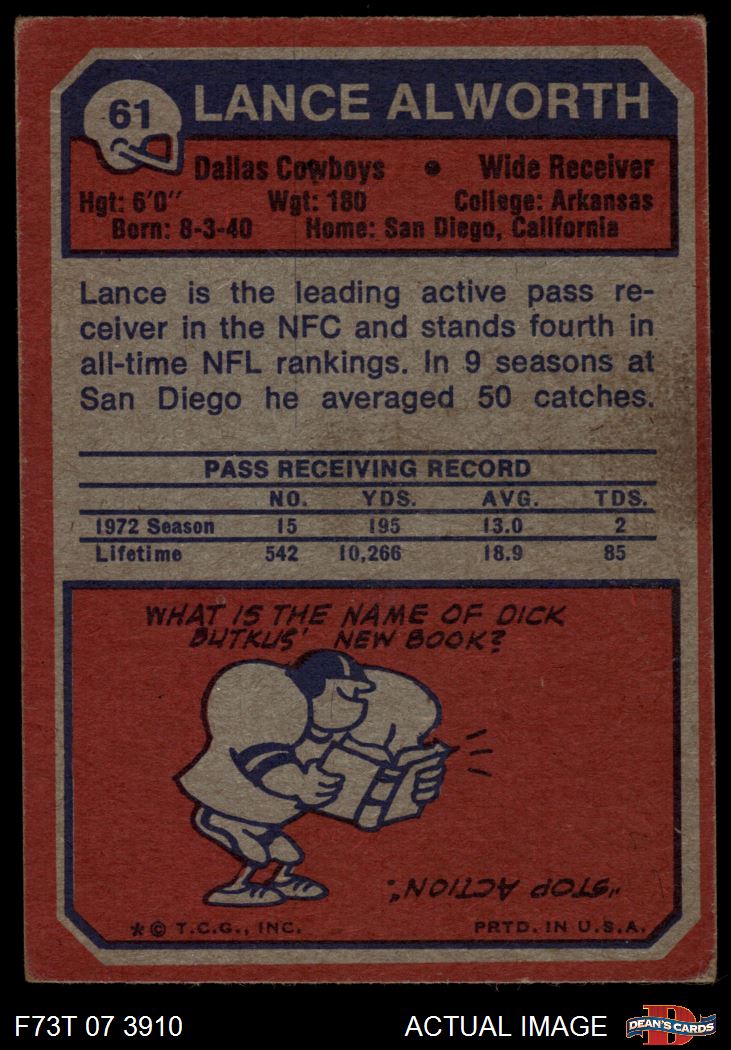 61
LANCE ALWORTH
Dallas Cowboys • Wide Receiver
Hgt: 6'0" Wgt: 180 College: Arkansas
Born: 8-3-40 Home: San Diego, California
Lance is the leading active pass re-
ceiver in the NFC and stands fourth in
all-time NFL rankings. In 9 seasons at
San Diego he averaged 50 catches.
PASS RECEIVING RECORD
NO. YDS. AVG. TDS.
1972 Season 15 195 13.0 2
Lifetime 542 10,266 18.9 85
WHAT IS THE NAME OF DICK
BUTKUS' NEW BOOK?
"STOP ACTION".
*© T.C.G., INC. PRTD. IN U.S.A.
F73T 07 3910 ACTUAL IMAGE DEAN'S CARDS